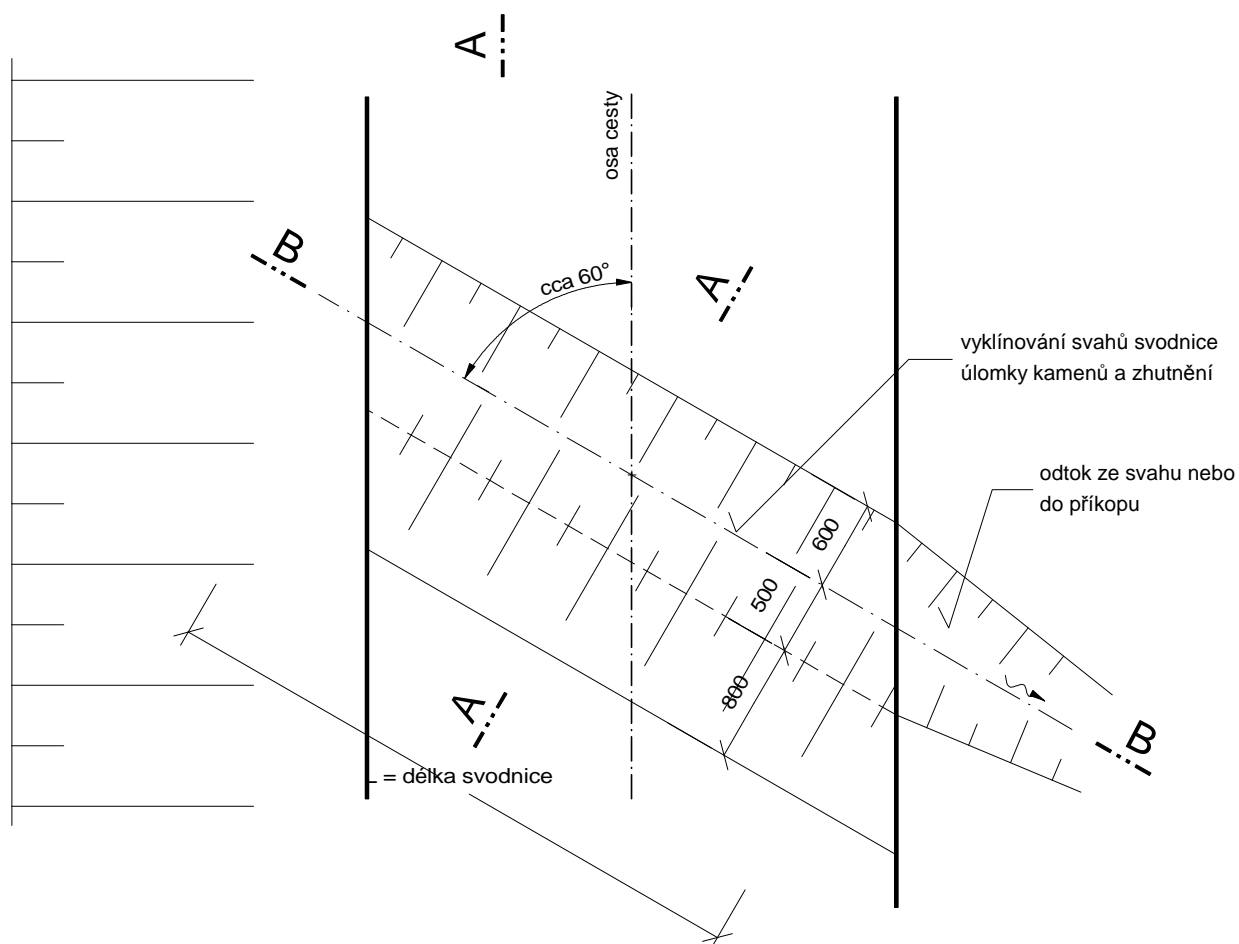 A
osa cesty
B
cca 60°
A
vyklínování svahů svodnice
úlomky kamenů a zhutnění
odtok ze svahu nebo
do příkopu
600
500
800
A
B
L = délka svodnice